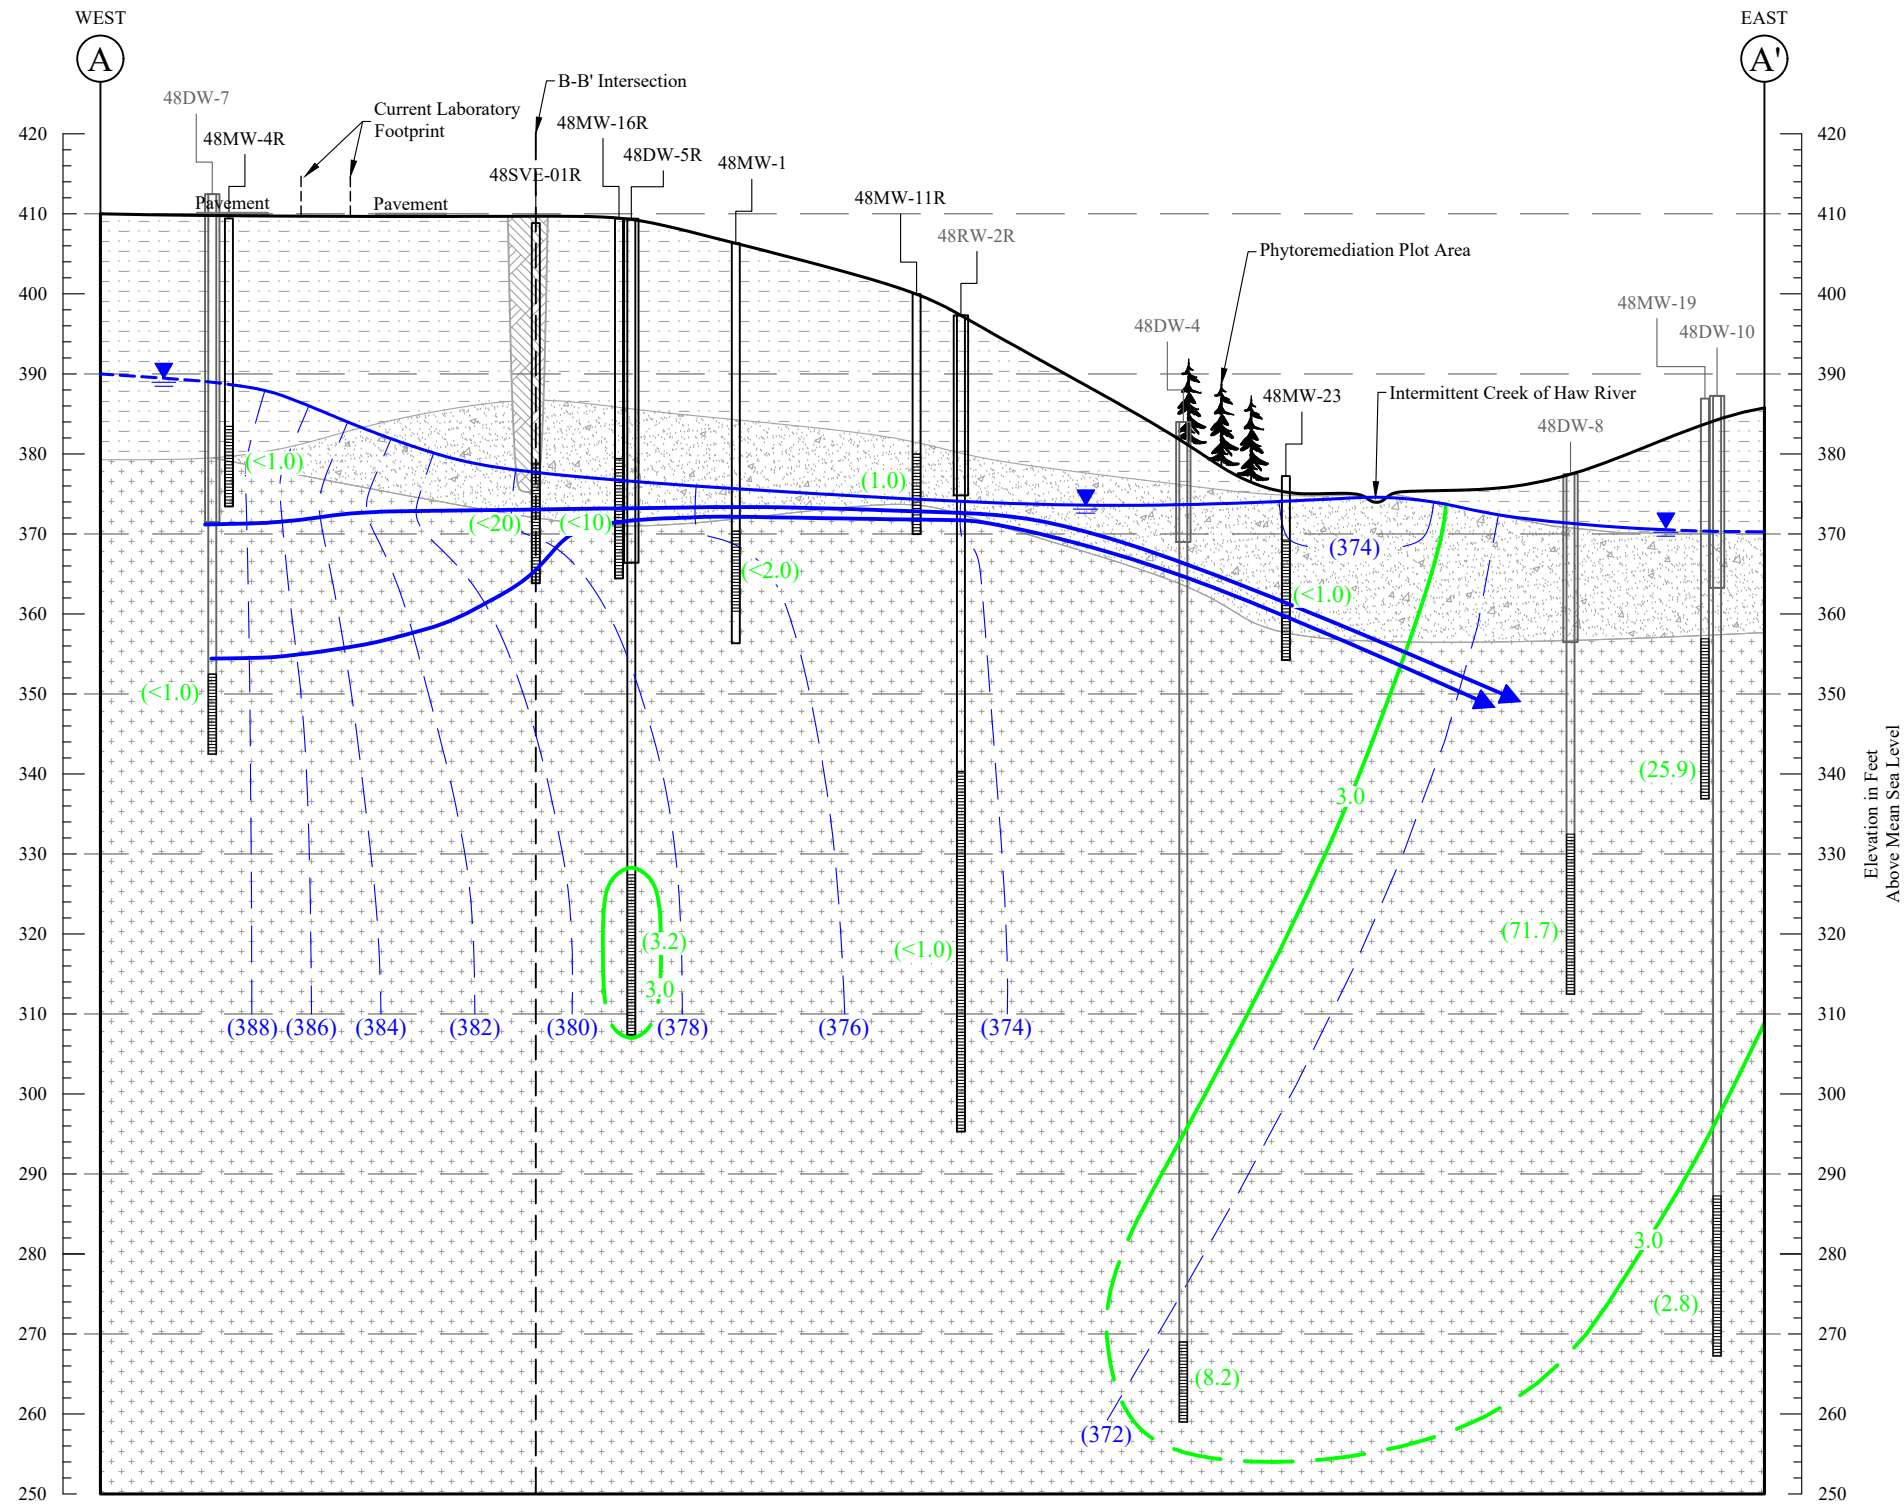 WEST
EAST
A
A'
B-B' Intersection
48DW-7
Current Laboratory
Footprint
48MW-4R
48MW-16R
48DW-5R
48MW-1
48SVE-01R
48MW-11R
48RW-2R
Pavement
Pavement
Phytoremediation Plot Area
48DW-4
48MW-23
Intermittent Creek of Haw River
48MW-19
48DW-10
48DW-8
420
410
400
390
380
370
360
350
340
330
320
310
300
290
280
270
260
250
420
410
400
390
380
370
360
350
340
330
320
310
300
290
280
270
260
250
Elevation in Feet
Above Mean Sea Level
(<1.0)
(1.0)
(<20)
(<10)
(374)
(<2.0)
(<1.0)
(<1.0)
(25.9)
3.0
(71.7)
(3.2)
(<1.0)
3.0
(388)
(386)
(384)
(382)
(380)
(378)
(376)
(374)
3.0
(2.8)
(8.2)
(372)